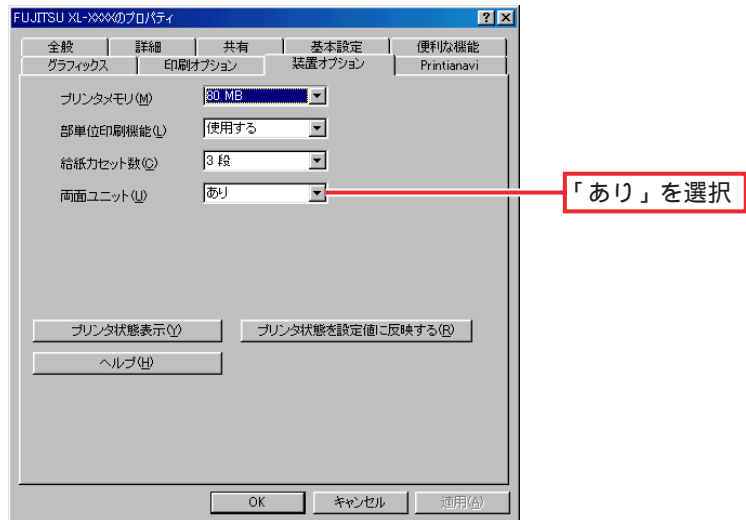 FUJITSU XL-XXXXのプロパティ
全般 詳細 共有 基本設定 便利な機能
グラフィックス 印刷オプション 装置オプション Printianavi
プリンタメモリ(M) 80 MB
部単位印刷機能(L) 使用する
給紙カセット数(C) 3 段
両面ユニット(U) あり
「あり」を選択
プリンタ状態表示(Y) プリンタ状態を設定値に反映する(R)
ヘルプ(H)
OK キャンセル 適用(A)